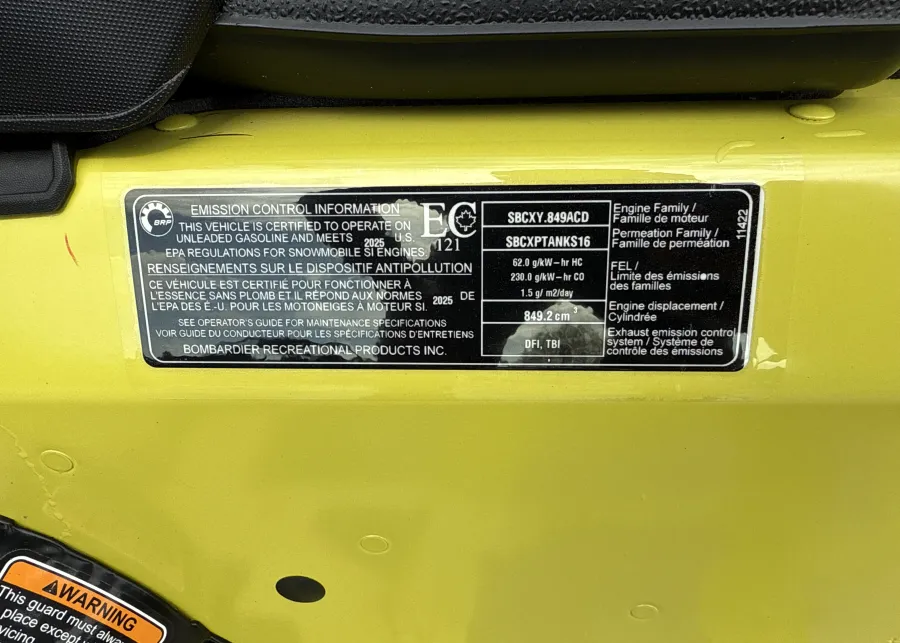 BRP
EMISSION CONTROL INFORMATION
THIS VEHICLE IS CERTIFIED TO OPERATE ON
UNLEADED GASOLINE AND MEETS 2025 U.S.
EPA REGULATIONS FOR SNOWMOBILE SI ENGINES
EC
121
RENSEIGNEMENTS SUR LE DISPOSITIF ANTIPOLLUTION
CE VÉHICULE EST CERTIFIÉ POUR FONCTIONNER À
L'ESSENCE SANS PLOMB ET IL RÉPOND AUX NORMES 2025 DE
L'EPA DES É.-U. POUR LES MOTONEIGES À MOTEUR SI.
SEE OPERATOR'S GUIDE FOR MAINTENANCE SPECIFICATIONS
VOIR GUIDE DU CONDUCTEUR POUR LES SPÉCIFICATIONS D'ENTRETIENS
BOMBARDIER RECREATIONAL PRODUCTS INC.
SBCXY.849ACD
Engine Family /
Famille de moteur
SBCXPTANKS16
Permeation Family /
Famille de perméation
62.0 g/kW-hr HC
230.0 g/kW-hr CO
1.5 g/ m2/day
FEL /
Limite des émissions
des familles
849.2 cm³
Engine displacement /
Cylindrée
DFI, TBI
Exhaust emission control
system / Système de
contrôle des émissions
11422
WARNING
This guard must
place except